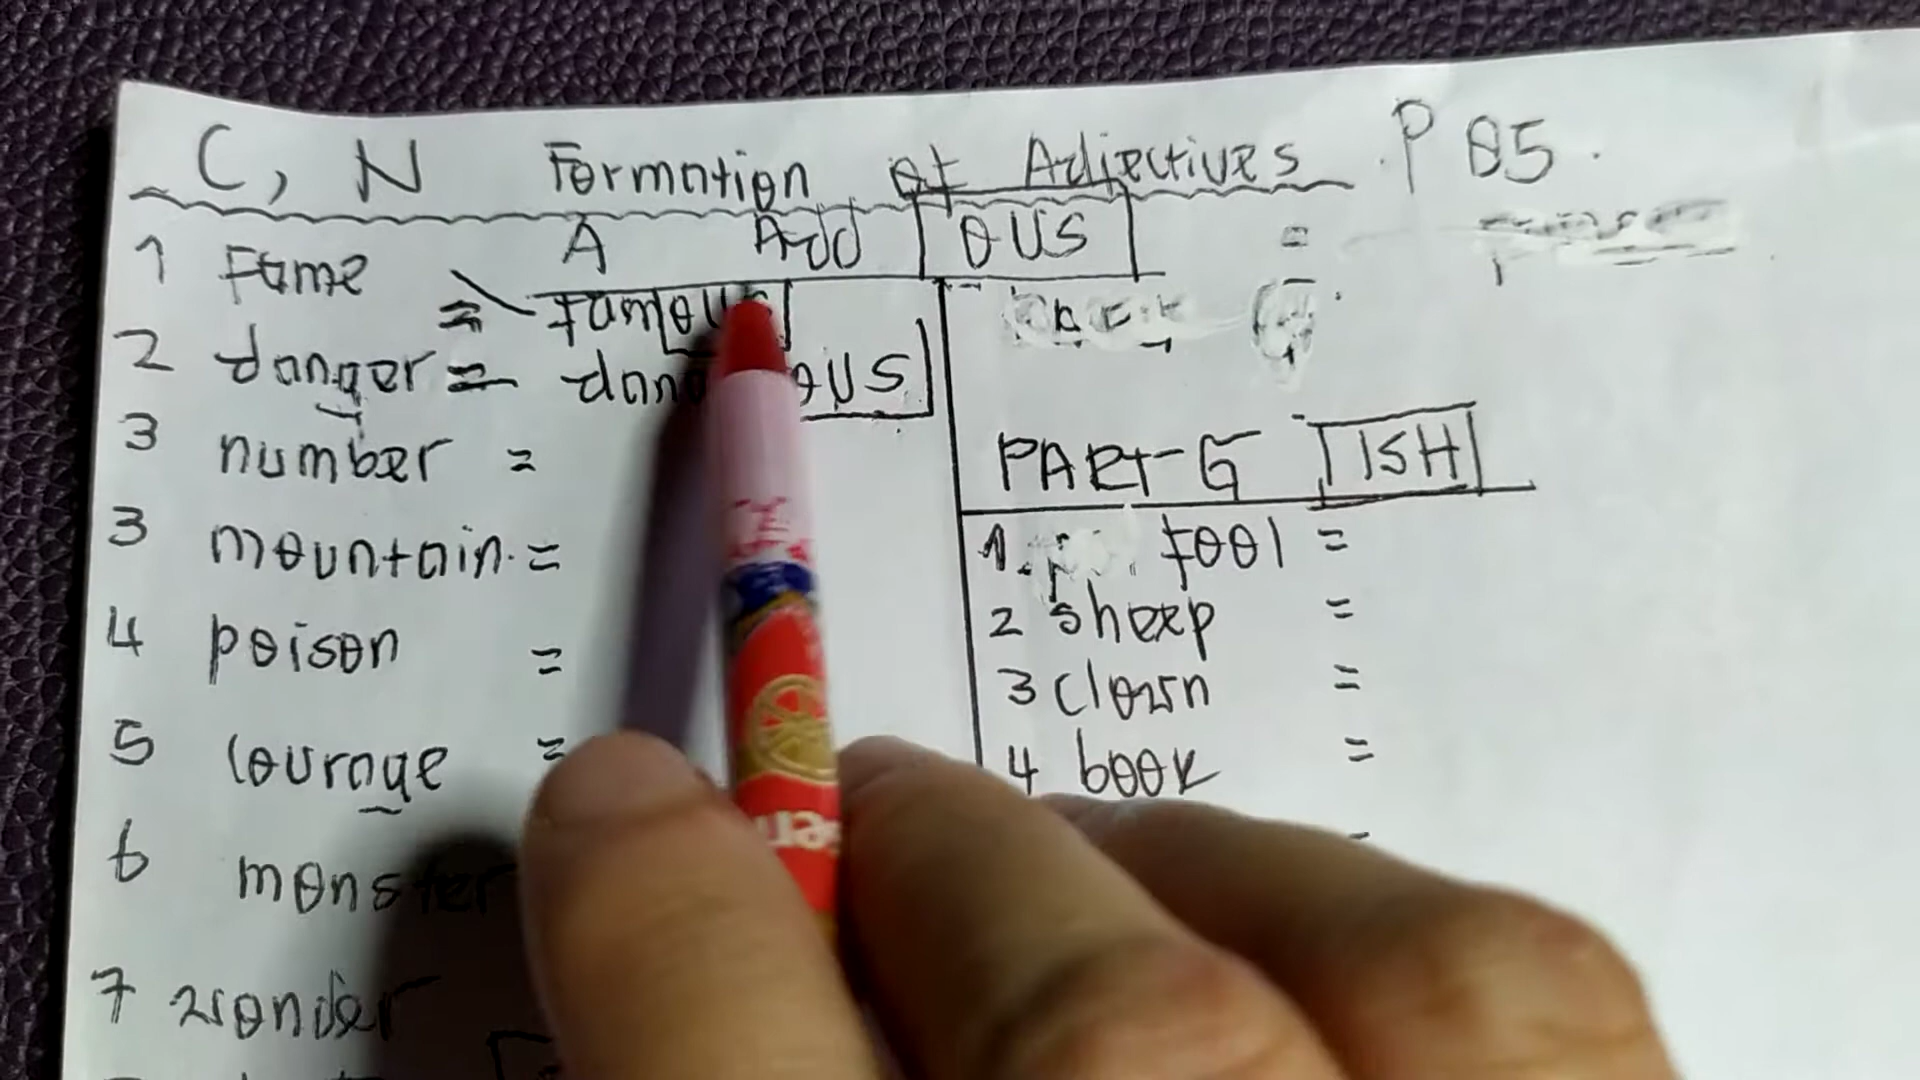 C, N Formation of Adjectives . P 85 .
A Add OUS =
1 Fame = famous
2 danger = dang OUS
3 number =
3 mountain. =
4 poison =
5 courage =
6 monster
7 wonder
PART-G ISH
1. fool =
2 sheep =
3 clown =
4 book =
=